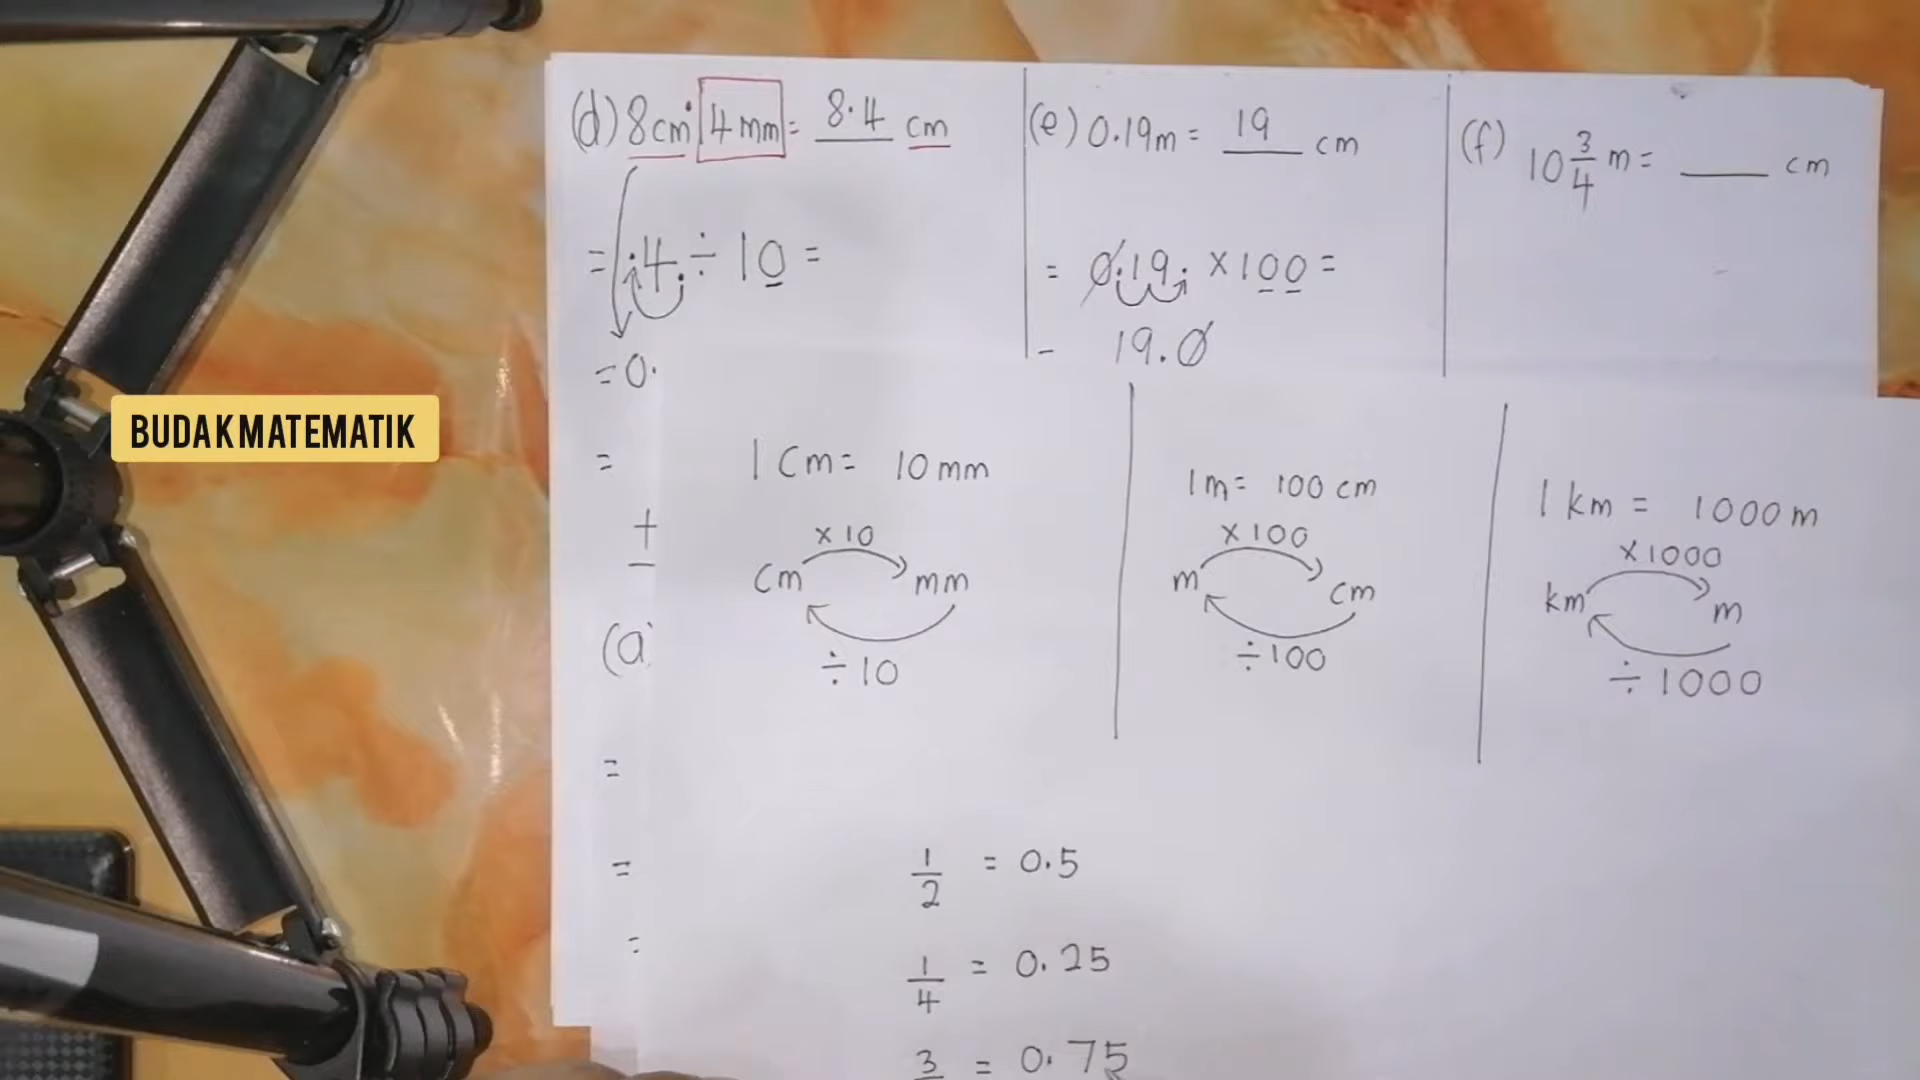 (d) 8cm 4mm = 8.4 cm
= .4. ÷ 10 =
= 0.
=
+
(a)
=
=
=
(e) 0.19m = 19 cm
= 0.19. × 100 =
19.0
(f) 10 3/4 m = ____ cm
BUDAKMATEMATIK
1 cm = 10 mm
× 10
cm mm
÷ 10
1m = 100 cm
× 100
m cm
÷ 100
1 km = 1000 m
× 1000
km m
÷ 1000
1/2 = 0.5
1/4 = 0.25
3 = 0.75